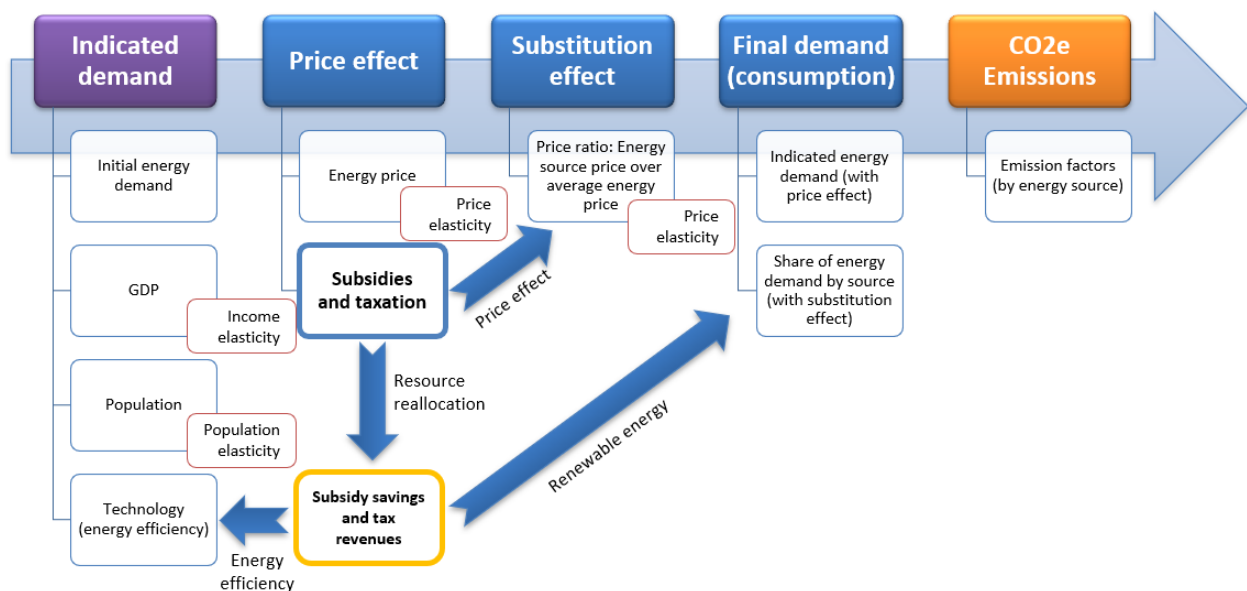 Indicated
demand
Price effect
Substitution
effect
Final demand
(consumption)
CO2e
Emissions
Initial energy
demand
GDP
Income
elasticity
Population
Population
elasticity
Technology
(energy efficiency)
Energy price
Price
elasticity
Subsidies
and taxation
Price effect
Resource
reallocation
Subsidy savings
and tax
revenues
Energy
efficiency
Renewable energy
Price ratio: Energy
source price over
average energy
price
Price
elasticity
Indicated energy
demand (with
price effect)
Share of energy
demand by source
(with substitution
effect)
Emission factors
(by energy source)